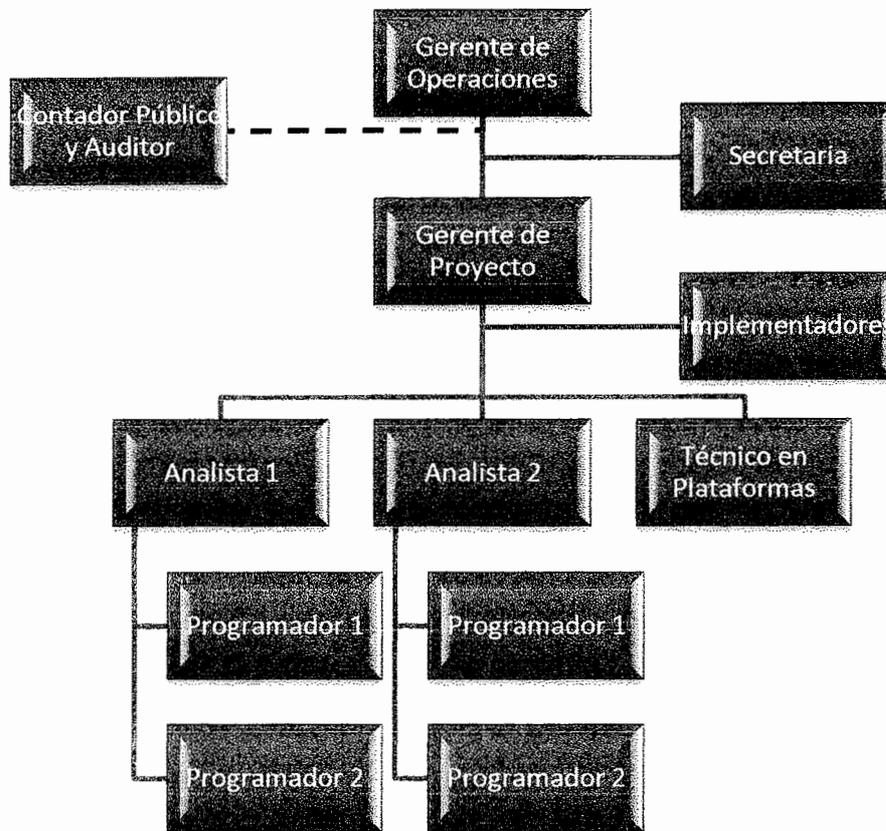 Gerente de
Operaciones
Contador Público
y Auditor
Secretaria
Gerente de
Proyecto
Implementadores
Analista 1
Analista 2
Técnico en
Plataformas
Programador 1
Programador 1
Programador 2
Programador 2